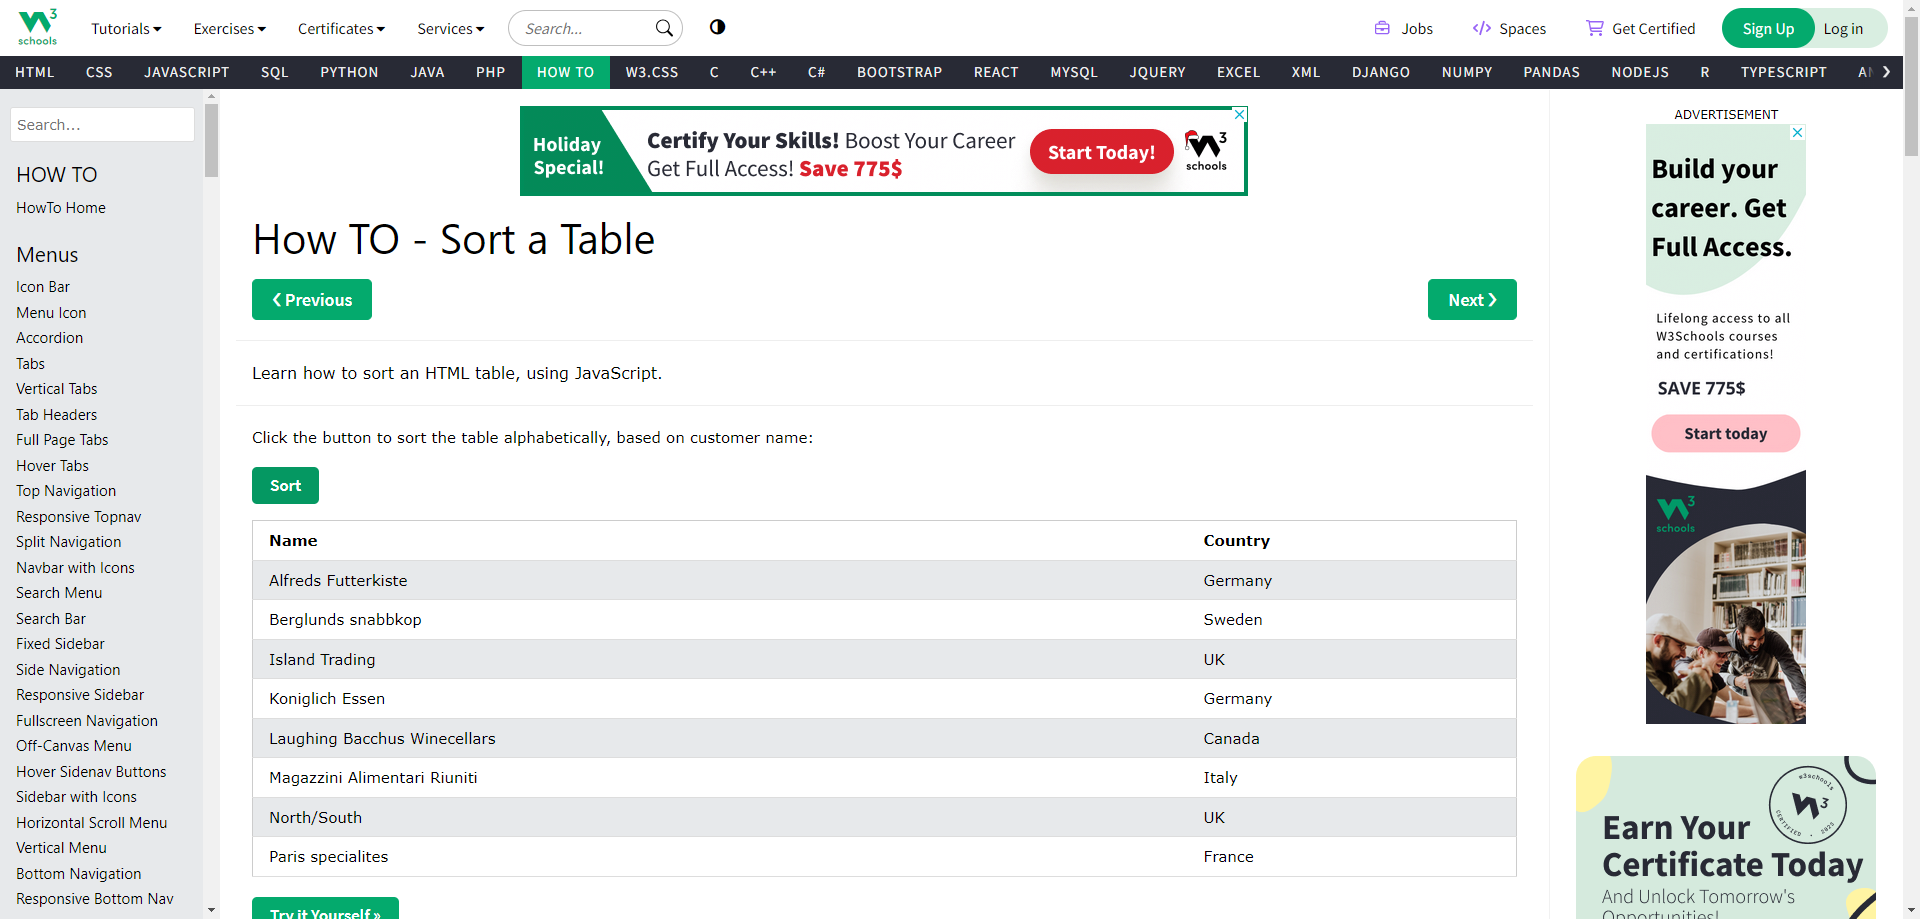 W3 schools
Tutorials Exercises Certificates Services Search... Jobs Spaces Get Certified Sign Up Log in
HTML CSS JAVASCRIPT SQL PYTHON JAVA PHP HOW TO W3.CSS C C++ C# BOOTSTRAP REACT MYSQL JQUERY EXCEL XML DJANGO NUMPY PANDAS NODEJS R TYPESCRIPT
Search...
HOW TO
HowTo Home
Menus
Icon Bar
Menu Icon
Accordion
Tabs
Vertical Tabs
Tab Headers
Full Page Tabs
Hover Tabs
Top Navigation
Responsive Topnav
Split Navigation
Navbar with Icons
Search Menu
Search Bar
Fixed Sidebar
Side Navigation
Responsive Sidebar
Fullscreen Navigation
Off-Canvas Menu
Hover Sidenav Buttons
Sidebar with Icons
Horizontal Scroll Menu
Vertical Menu
Bottom Navigation
Responsive Bottom Nav
Holiday
Special!
Certify Your Skills! Boost Your Career
Get Full Access! Save 775$
Start Today!
W3 schools
How TO - Sort a Table
❮ Previous
Next ❯
Learn how to sort an HTML table, using JavaScript.
Click the button to sort the table alphabetically, based on customer name:
Sort
Name Country
Alfreds Futterkiste Germany
Berglunds snabbkop Sweden
Island Trading UK
Koniglich Essen Germany
Laughing Bacchus Winecellars Canada
Magazzini Alimentari Riuniti Italy
North/South UK
Paris specialites France
Try it Yourself »
ADVERTISEMENT
Build your
career. Get
Full Access.
Lifelong access to all
W3Schools courses
and certifications!
SAVE 775$
Start today
W3 schools
w3schools
W3
CERTIFIED . 2025
Earn Your
Certificate Today
And Unlock Tomorrow's
Opportunities!